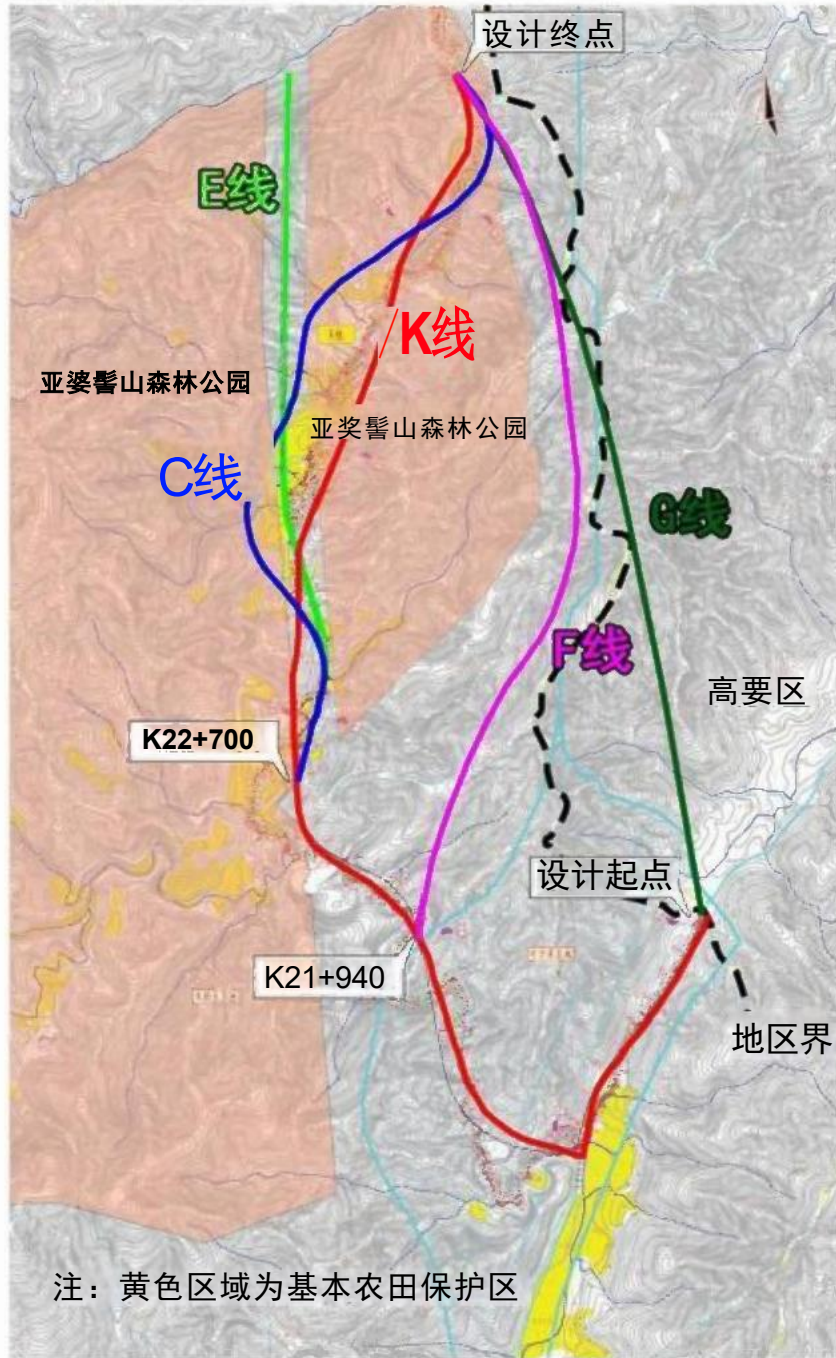 设计终点
E线
/K线
亚婆髻山森林公园
亚奖髻山森林公园
C线
G线
F线
高要区
K22+700
设计起点
K21+940
地区界
注：黄色区域为基本农田保护区